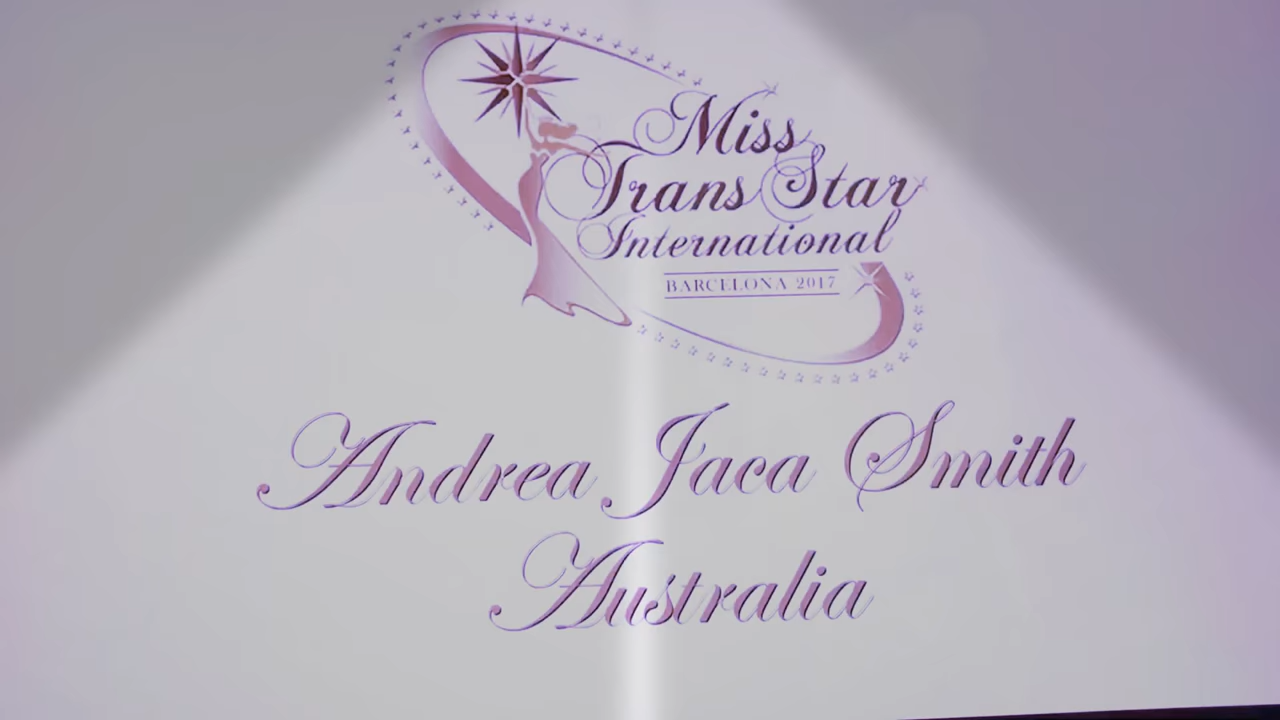 Miss
Trans Star
International
BARCELONA 2017
Andrea Jaca Smith
Australia